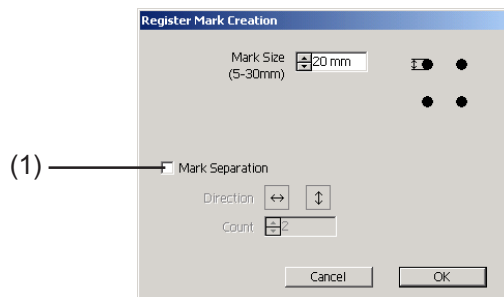 Register Mark Creation
Mark Size
(5-30mm)
20 mm
(1)
Mark Separation
Direction ↔ ↕
Count 2
Cancel OK